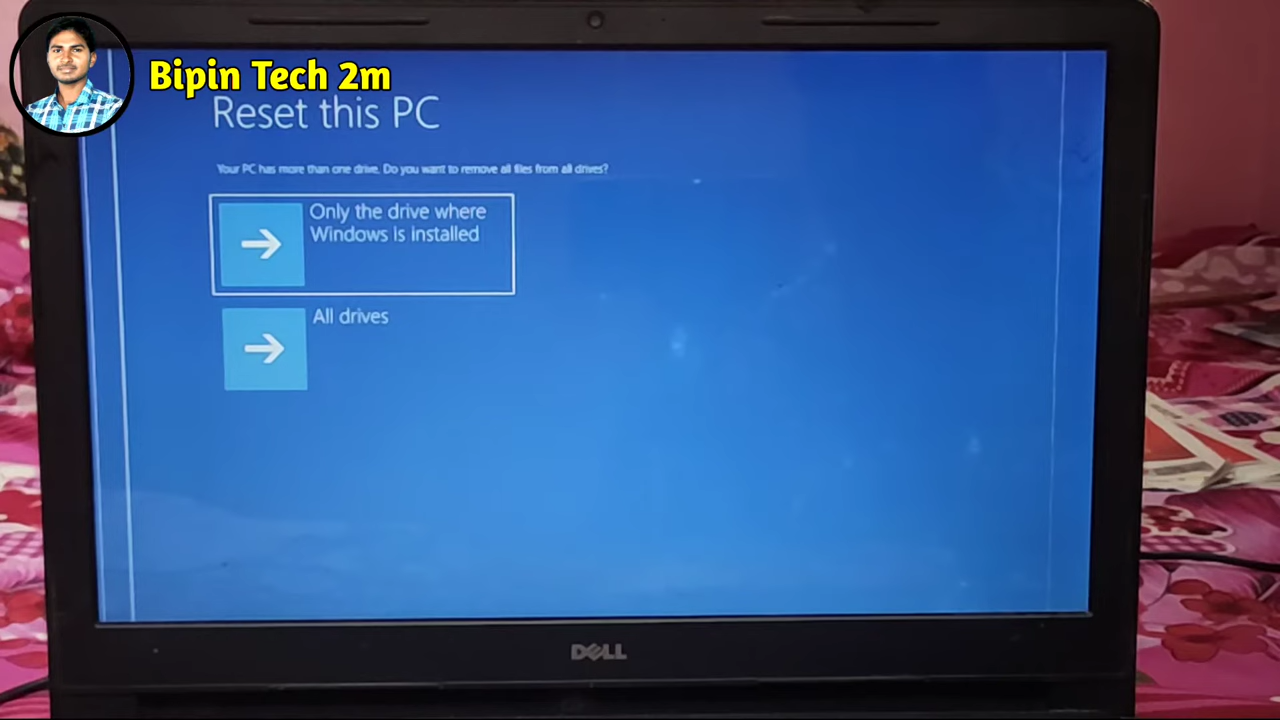 Bipin Tech 2m
Reset this PC
Your PC has more than one drive. Do you want to remove all files from all drives?
Only the drive where
Windows is installed
All drives
DELL